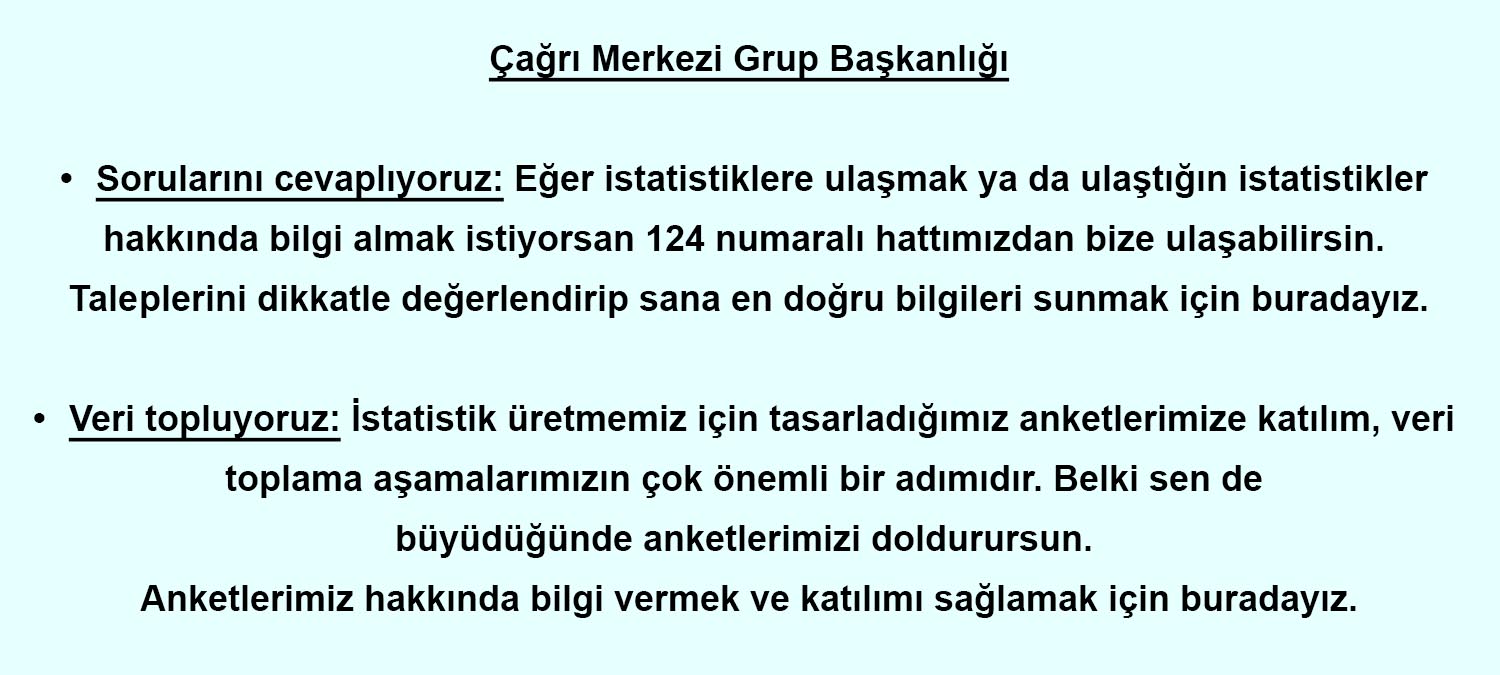 Çağrı Merkezi Grup Başkanlığı
• Sorularını cevaplıyoruz: Eğer istatistiklere ulaşmak ya da ulaştığın istatistikler
hakkında bilgi almak istiyorsan 124 numaralı hattımızdan bize ulaşabilirsin.
Taleplerini dikkatle değerlendirip sana en doğru bilgileri sunmak için buradayız.
• Veri topluyoruz: İstatistik üretmemiz için tasarladığımız anketlerimize katılım, veri
toplama aşamalarımızın çok önemli bir adımıdır. Belki sen de
büyüdüğünde anketlerimizi doldurursun.
Anketlerimiz hakkında bilgi vermek ve katılımı sağlamak için buradayız.